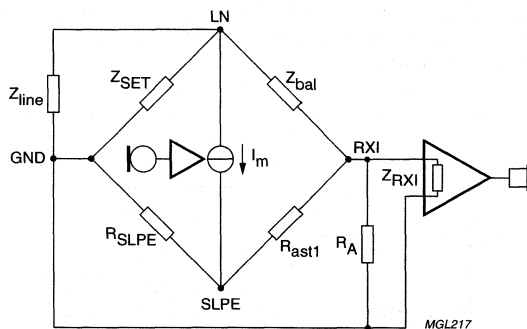 LN
Z_SET
Z_bal
Z_line
GND
RXI
I_m
Z_RXI
R_SLPE
R_ast1
R_A
SLPE
MGL217